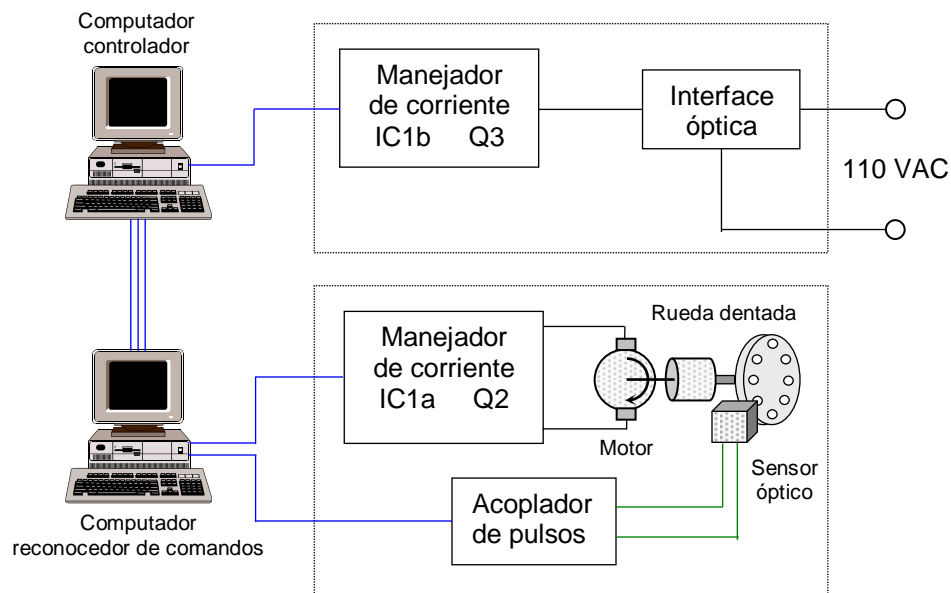 Computador
controlador
Manejador
de corriente
IC1b Q3
Interface
óptica
110 VAC
Manejador
de corriente
IC1a Q2
Rueda dentada
Motor
Sensor
óptico
Acoplador
de pulsos
Computador
reconocedor de comandos